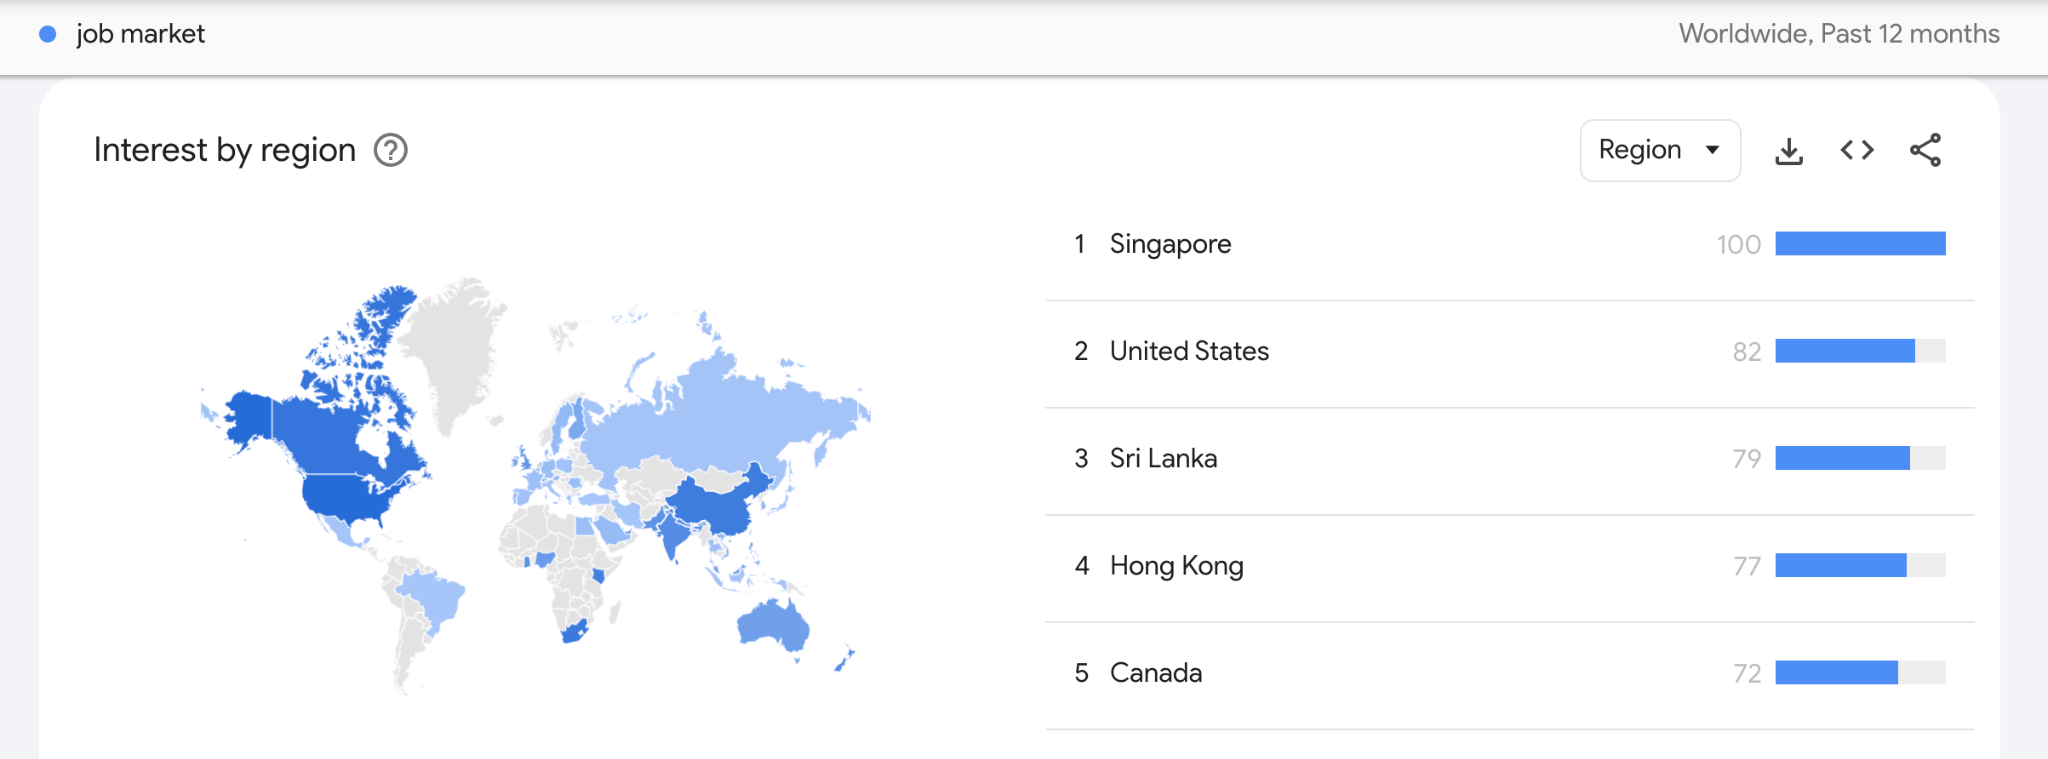 job market
Worldwide, Past 12 months
Interest by region ?
Region
1 Singapore 100
2 United States 82
3 Sri Lanka 79
4 Hong Kong 77
5 Canada 72